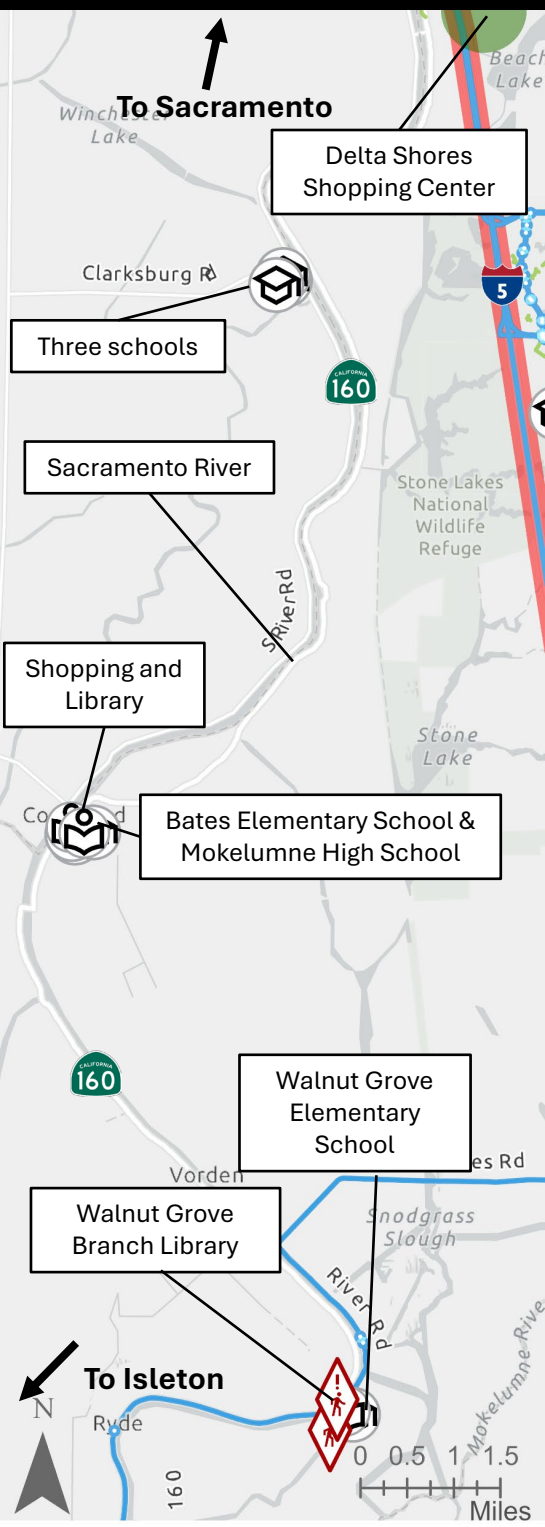 To Sacramento
Winchester
Lake
Beach
Lake
Delta Shores
Shopping Center
Clarksburg R
5
Three schools
CALIFORNIA
160
Sacramento River
Stone Lakes
National
Wildlife
Refuge
S River Rd
Shopping and
Library
Stone
Lake
Co d
Bates Elementary School &
Mokelumne High School
CALIFORNIA
160
Walnut Grove
Elementary
School
es Rd
Vorden
Walnut Grove
Branch Library
Snodgrass
Slough
River Rd
Mokelumne River
To Isleton
N
Ryde
160
0 0.5 1 1.5
Miles